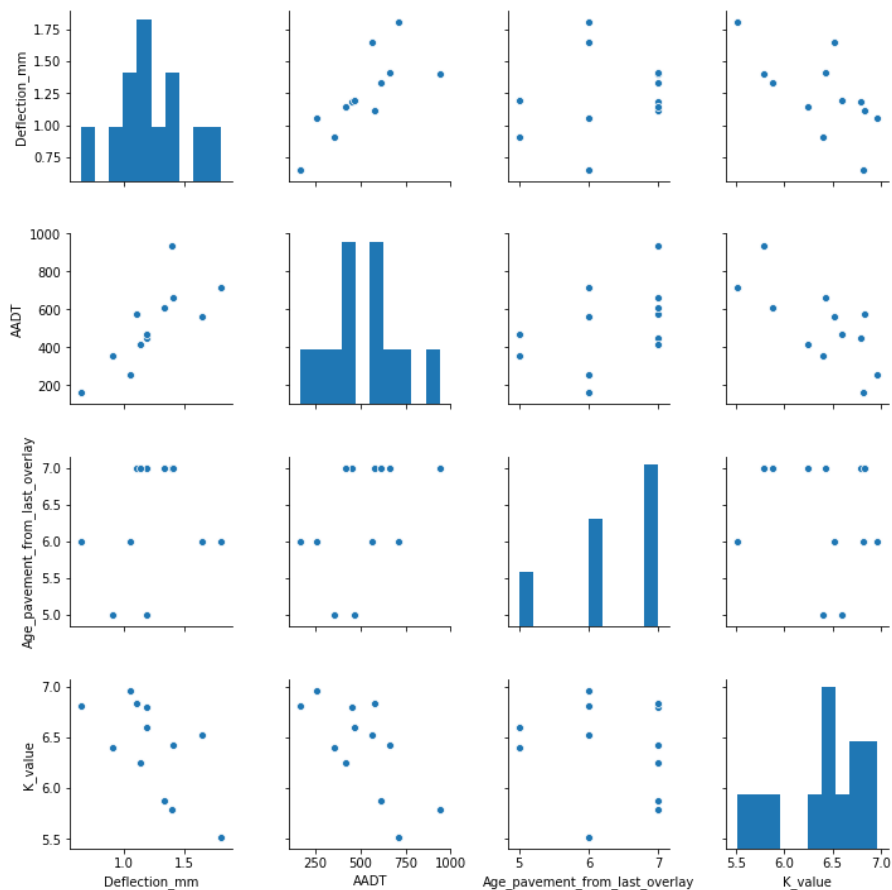 1.75
1.50
1.25
1.00
0.75
Deflection_mm
1000
800
600
400
200
AADT
7.0
6.5
6.0
5.5
5.0
Age_pavement_from_last_overlay
7.0
6.5
6.0
5.5
K_value
1.0 1.5
Deflection_mm
250 500 750 1000
AADT
5 6 7
Age_pavement_from_last_overlay
5.5 6.0 6.5 7.0
K_value